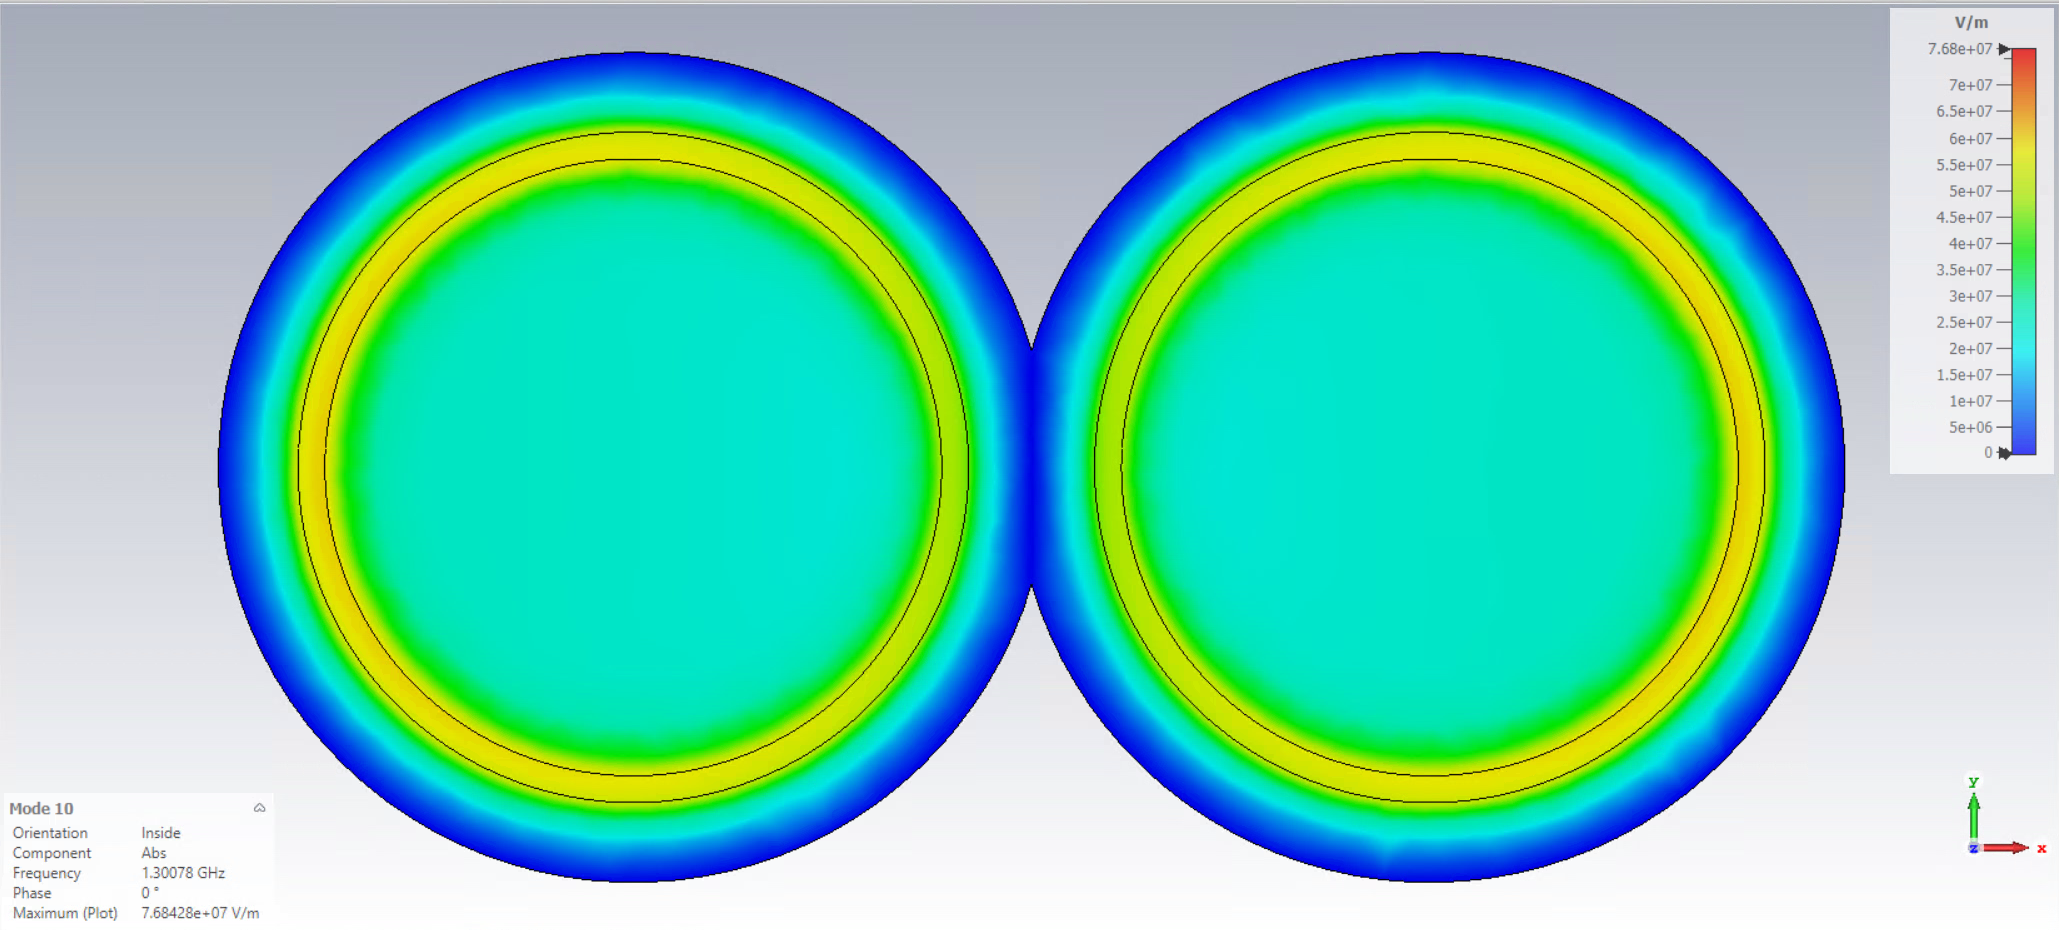 V/m
7.68e+07
7e+07
6.5e+07
6e+07
5.5e+07
5e+07
4.5e+07
4e+07
3.5e+07
3e+07
2.5e+07
2e+07
1.5e+07
1e+07
5e+06
0
Mode 10
Orientation Inside
Component Abs
Frequency 1.30078 GHz
Phase 0 °
Maximum (Plot) 7.68428e+07 V/m
Y
z x